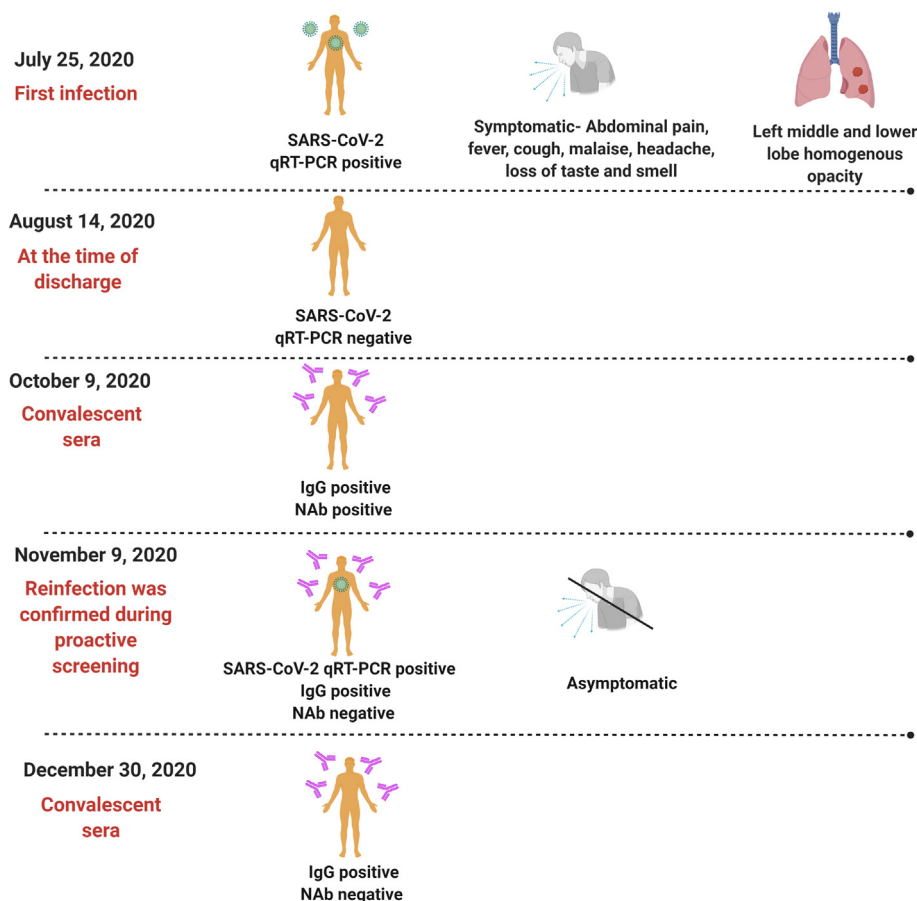 July 25, 2020
First infection
SARS-CoV-2
qRT-PCR positive
Symptomatic- Abdominal pain,
fever, cough, malaise, headache,
loss of taste and smell
Left middle and lower
lobe homogenous
opacity
August 14, 2020
At the time of
discharge
SARS-CoV-2
qRT-PCR negative
October 9, 2020
Convalescent
sera
IgG positive
NAb positive
November 9, 2020
Reinfection was
confirmed during
proactive
screening
SARS-CoV-2 qRT-PCR positive
IgG positive
NAb negative
Asymptomatic
December 30, 2020
Convalescent
sera
IgG positive
NAb negative